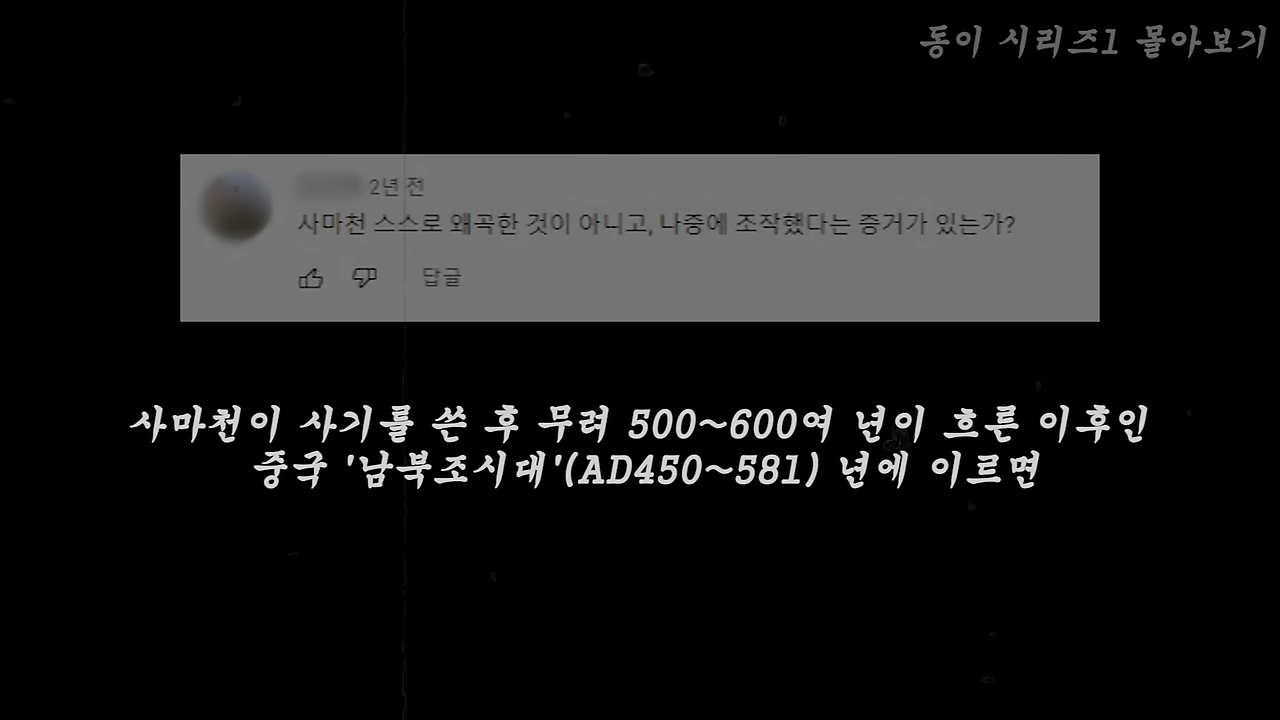 동이 시리즈1 몰아보기
2년 전
사마천 스스로 왜곡한 것이 아니고, 나중에 조작했다는 증거가 있는가?
답글
사마천이 사기를 쓴 후 무려 500~600여 년이 흐른 이후인
중국 '남북조시대'(AD450~581) 년에 이르면